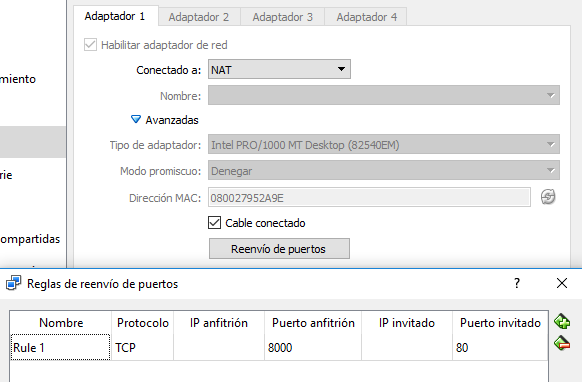 Adaptador 1 Adaptador 2 Adaptador 3 Adaptador 4
Habilitar adaptador de red
miento
Conectado a: NAT
Nombre:
Avanzadas
Tipo de adaptador: Intel PRO/1000 MT Desktop (82540EM)
rie
Modo promiscuo: Denegar
Dirección MAC: 080027952A9E
Cable conectado
ompartidas
Reenvío de puertos
Reglas de reenvío de puertos ?
Nombre Protocolo IP anfitrión Puerto anfitrión IP invitado Puerto invitado
Rule 1 TCP 8000 80